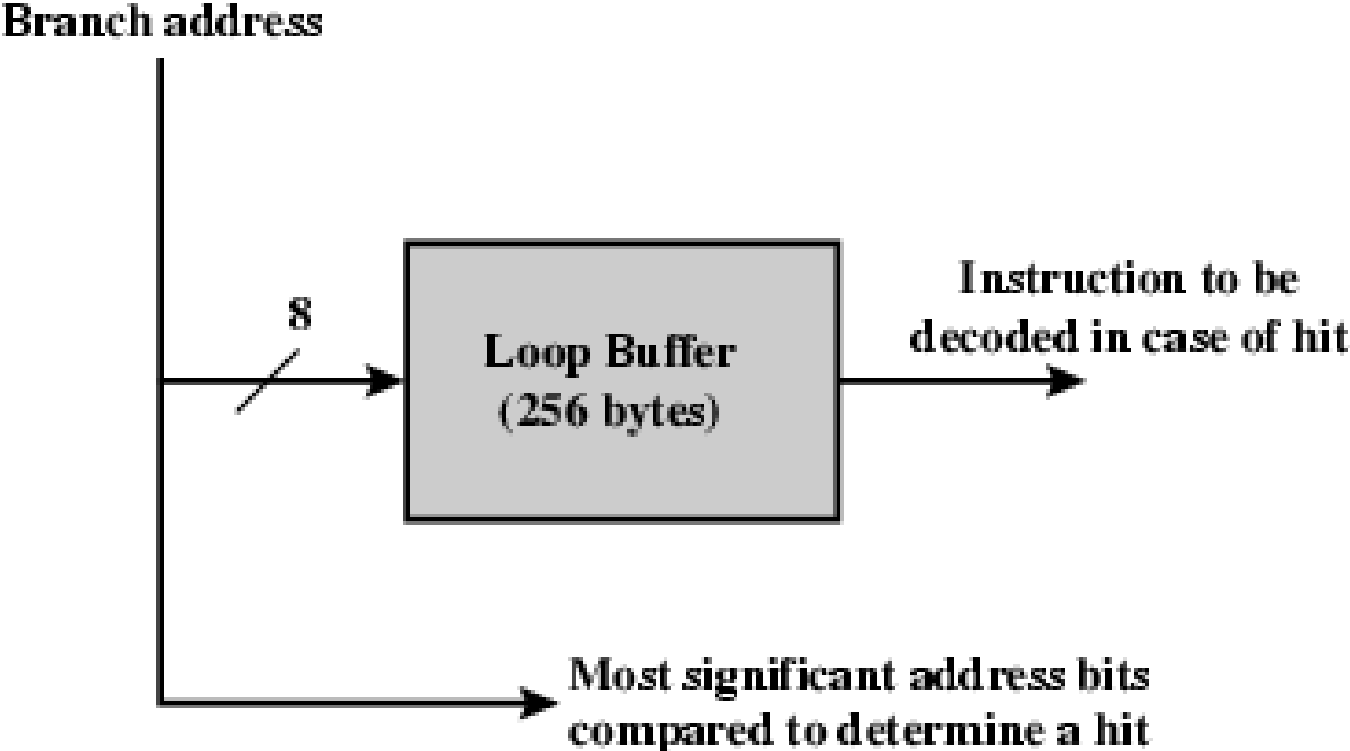 Branch address
8
Loop Buffer
(256 bytes)
Instruction to be
decoded in case of hit
Most significant address bits
compared to determine a hit